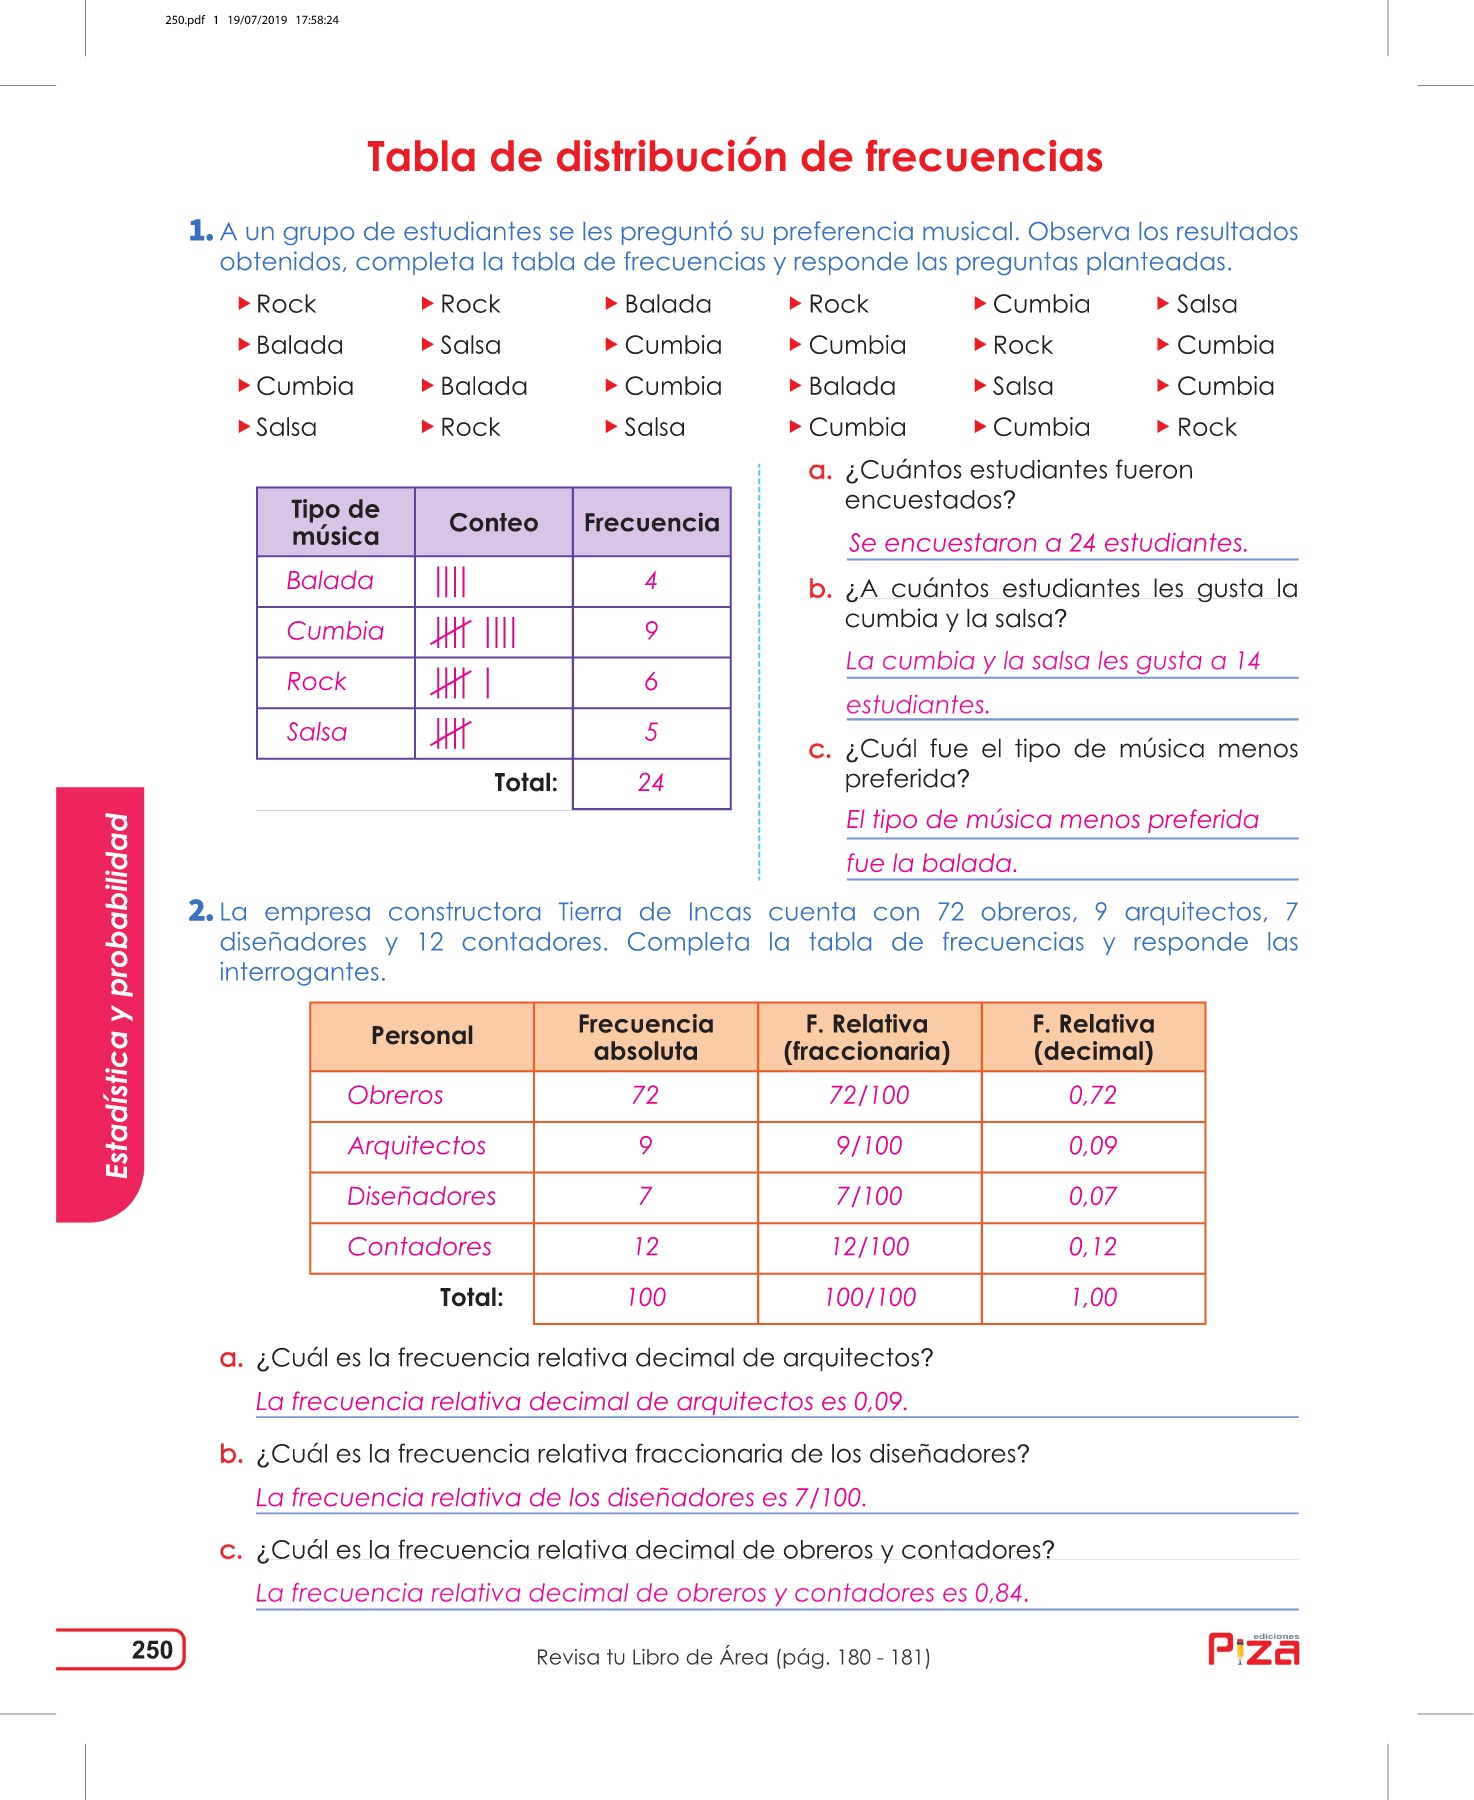 250.pdf 1 19/07/2019 17:58:24
Tabla de distribución de frecuencias
1. A un grupo de estudiantes se les preguntó su preferencia musical. Observa los resultados
obtenidos, completa la tabla de frecuencias y responde las preguntas planteadas.
Rock Rock Balada Rock Cumbia Salsa
Balada Salsa Cumbia Cumbia Rock Cumbia
Cumbia Balada Cumbia Balada Salsa Cumbia
Salsa Rock Salsa Cumbia Cumbia Rock
Tipo de
música
Conteo
Frecuencia
Balada 4
Cumbia 9
Rock 6
Salsa 5
Total: 24
a. ¿Cuántos estudiantes fueron
encuestados?
Se encuestaron a 24 estudiantes.
b. ¿A cuántos estudiantes les gusta la
cumbia y la salsa?
La cumbia y la salsa les gusta a 14
estudiantes.
c. ¿Cuál fue el tipo de música menos
preferida?
El tipo de música menos preferida
fue la balada.
2. La empresa constructora Tierra de Incas cuenta con 72 obreros, 9 arquitectos, 7
diseñadores y 12 contadores. Completa la tabla de frecuencias y responde las
interrogantes.
Personal
Frecuencia
absoluta
F. Relativa
(fraccionaria)
F. Relativa
(decimal)
Obreros 72 72/100 0,72
Arquitectos 9 9/100 0,09
Diseñadores 7 7/100 0,07
Contadores 12 12/100 0,12
Total: 100 100/100 1,00
a. ¿Cuál es la frecuencia relativa decimal de arquitectos?
La frecuencia relativa decimal de arquitectos es 0,09.
b. ¿Cuál es la frecuencia relativa fraccionaria de los diseñadores?
La frecuencia relativa de los diseñadores es 7/100.
c. ¿Cuál es la frecuencia relativa decimal de obreros y contadores?
La frecuencia relativa decimal de obreros y contadores es 0,84.
Estadística y probabilidad
250
Revisa tu Libro de Área (pág. 180 - 181)
ediciones
Piza